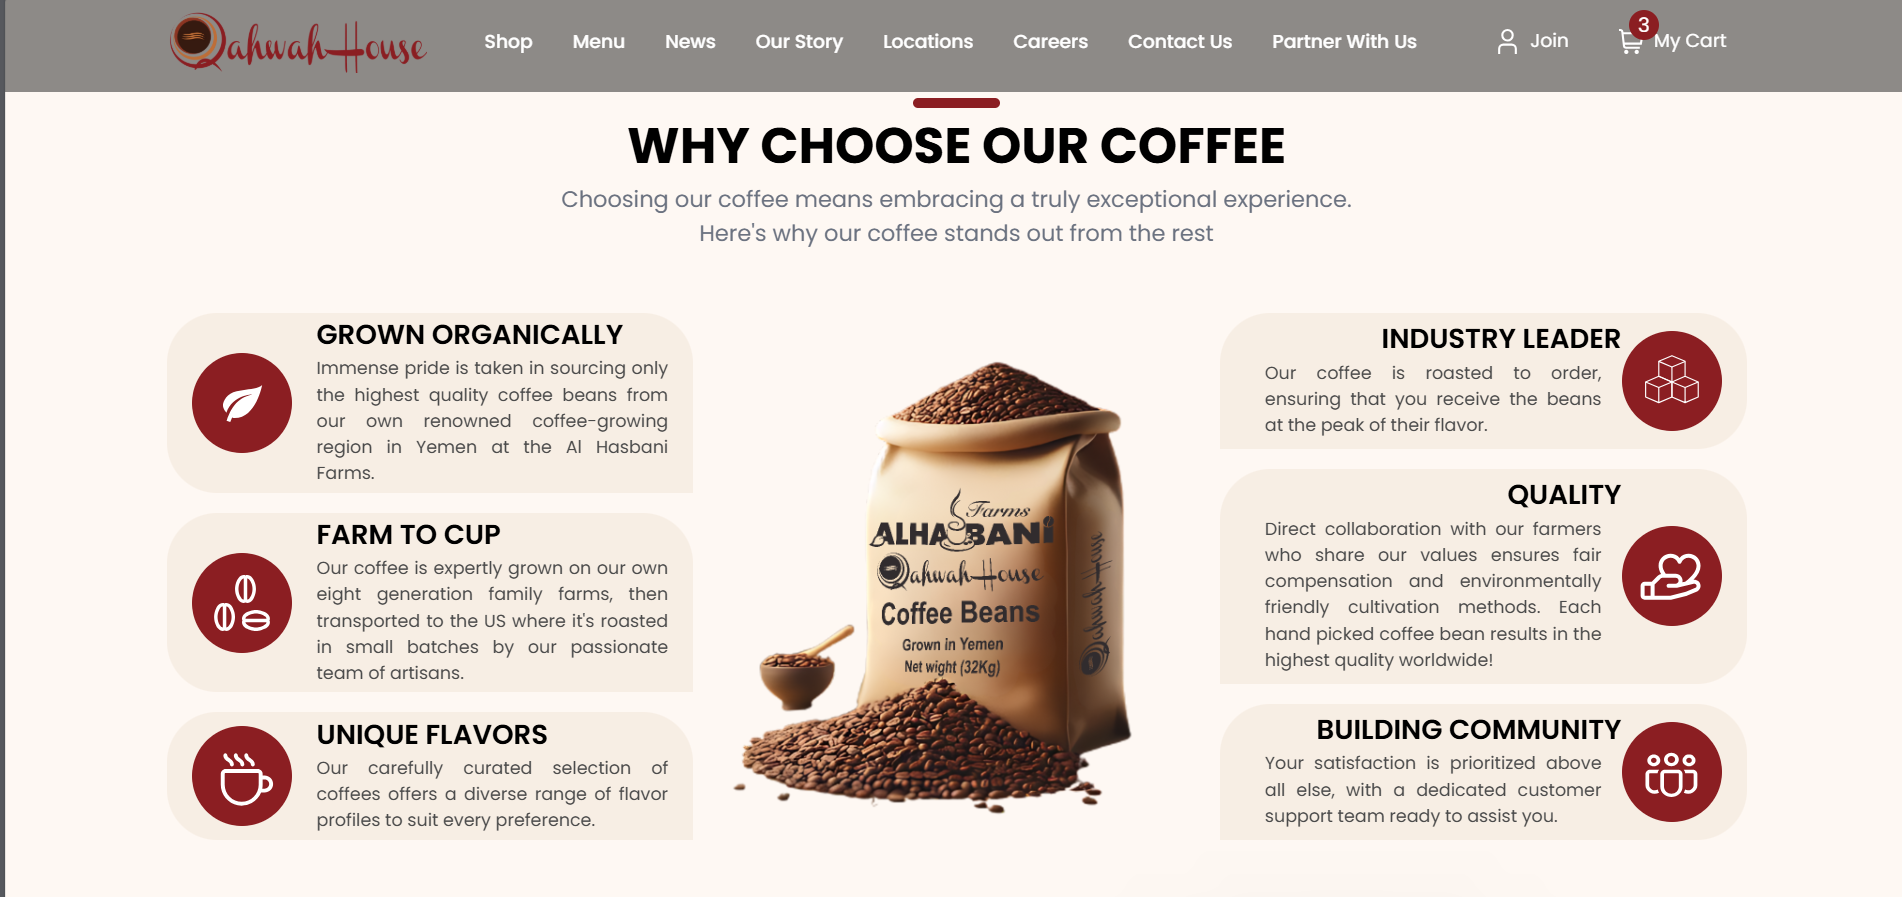 Qahwah House
Shop
Menu
News
Our Story
Locations
Careers
Contact Us
Partner With Us
Join
3
My Cart
WHY CHOOSE OUR COFFEE
Choosing our coffee means embracing a truly exceptional experience.
Here's why our coffee stands out from the rest
GROWN ORGANICALLY
Immense pride is taken in sourcing only
the highest quality coffee beans from
our own renowned coffee-growing
region in Yemen at the Al Hasbani
Farms.
FARM TO CUP
Our coffee is expertly grown on our own
eight generation family farms, then
transported to the US where it's roasted
in small batches by our passionate
team of artisans.
UNIQUE FLAVORS
Our carefully curated selection of
coffees offers a diverse range of flavor
profiles to suit every preference.
Farms
ALHASBANi
Qahwah House
Coffee Beans
Grown in Yemen
Net wight (32Kg)
Qahwah House
INDUSTRY LEADER
Our coffee is roasted to order,
ensuring that you receive the beans
at the peak of their flavor.
QUALITY
Direct collaboration with our farmers
who share our values ensures fair
compensation and environmentally
friendly cultivation methods. Each
hand picked coffee bean results in the
highest quality worldwide!
BUILDING COMMUNITY
Your satisfaction is prioritized above
all else, with a dedicated customer
support team ready to assist you.